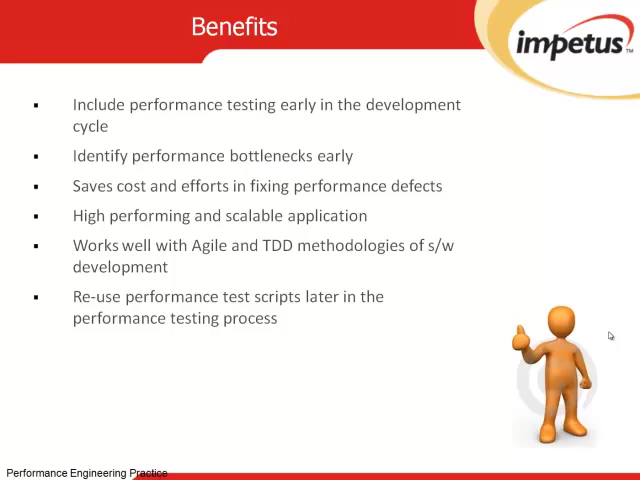 Benefits
impetus™
▪ Include performance testing early in the development
cycle
▪ Identify performance bottlenecks early
▪ Saves cost and efforts in fixing performance defects
▪ High performing and scalable application
▪ Works well with Agile and TDD methodologies of s/w
development
▪ Re-use performance test scripts later in the
performance testing process
Performance Engineering Practice